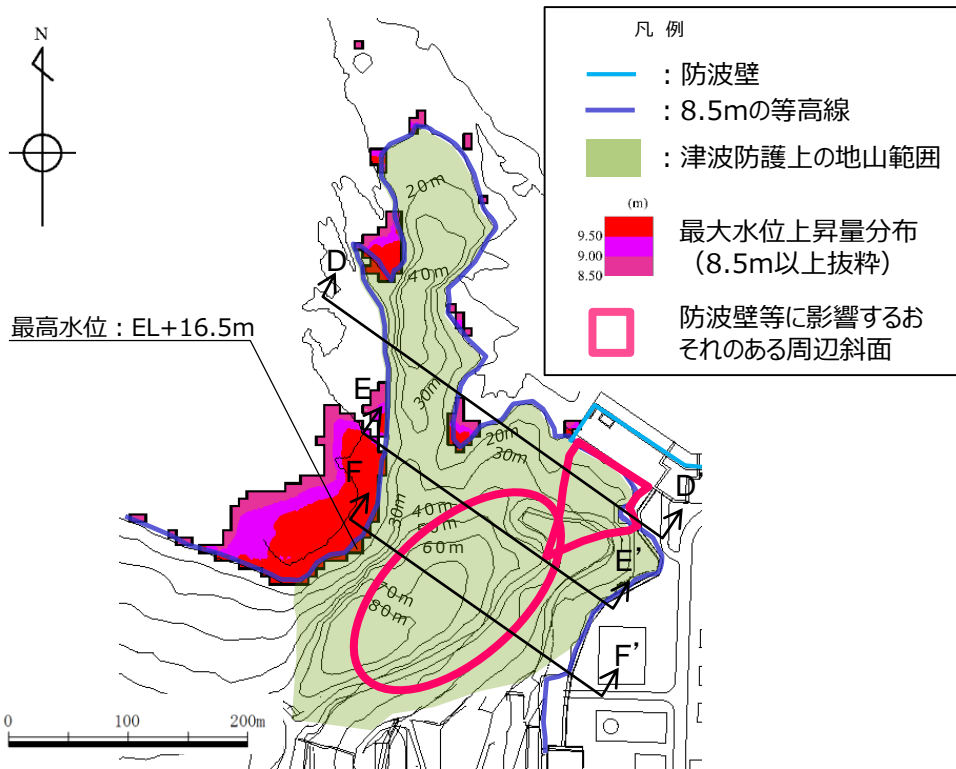 N
凡 例
：防波壁
：8.5mの等高線
：津波防護上の地山範囲
(m)
9.50
9.00
8.50
最大水位上昇量分布
（8.5m以上抜粋）
防波壁等に影響するお
それのある周辺斜面
20m
D
40m
最高水位：EL+16.5m
E
30m
20m
30m
F
D
30m
40m
50m
60m
E’
70m
80m
F’
0 100 200m